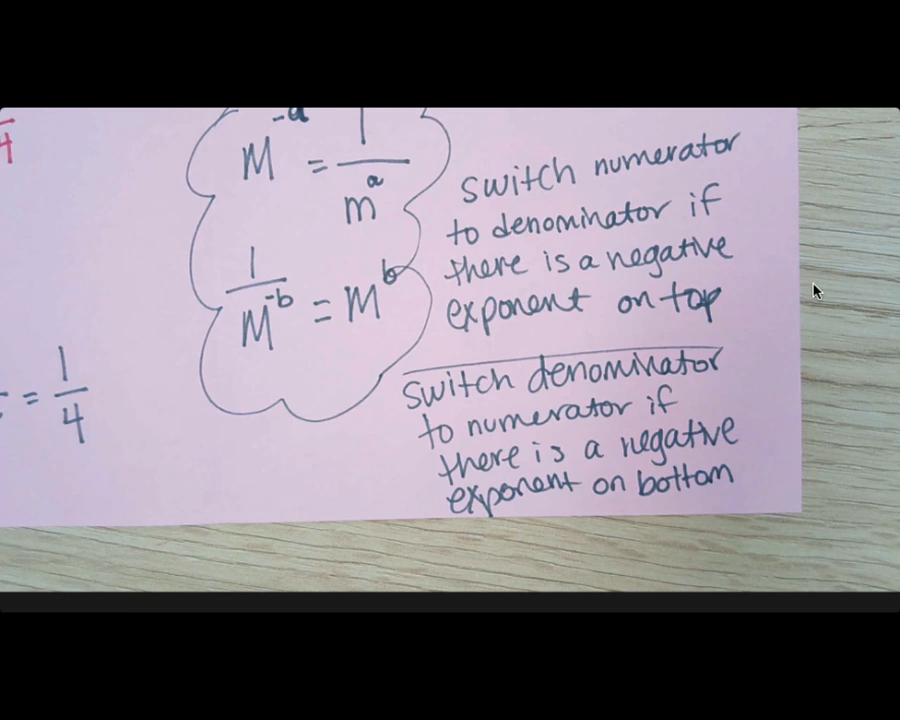 4
M^-a = 1/m^a
1/M^-b = M^b
= 1/4
switch numerator
to denominator if
there is a negative
exponent on top
switch denominator
to numerator if
there is a negative
exponent on bottom